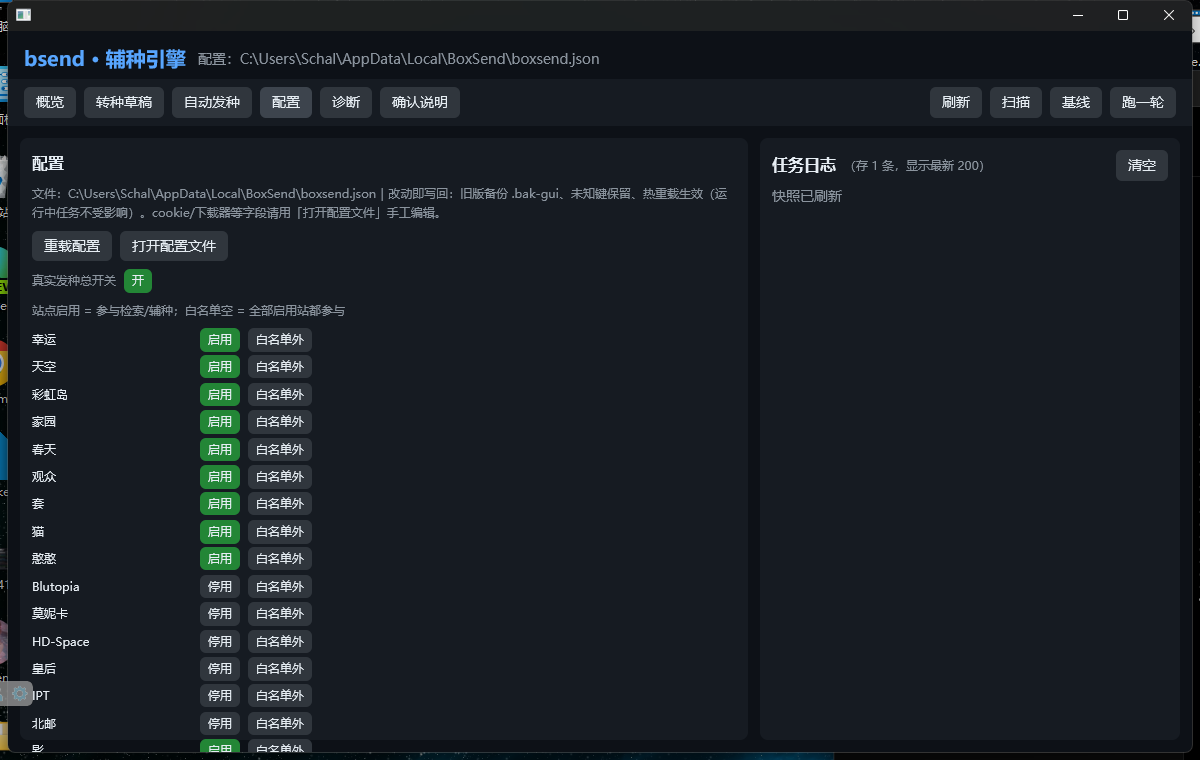 bsend • 辅种引擎 配置：C:\Users\Schal\AppData\Local\BoxSend\boxsend.json
概览 转种草稿 自动发种 配置 诊断 确认说明 刷新 扫描 基线 跑一轮
配置
文件：C:\Users\Schal\AppData\Local\BoxSend\boxsend.json | 改动即写回：旧版备份 .bak-gui、未知键保留、热重载生效（运
行中任务不受影响）。cookie/下载器等字段请用「打开配置文件」手工编辑。
重载配置 打开配置文件
真实发种总开关 开
站点启用 = 参与检索/辅种；白名单空 = 全部启用站都参与
幸运 启用 白名单外
天空 启用 白名单外
彩虹岛 启用 白名单外
家园 启用 白名单外
春天 启用 白名单外
观众 启用 白名单外
套 启用 白名单外
猫 启用 白名单外
憨憨 启用 白名单外
Blutopia 停用 白名单外
莫妮卡 停用 白名单外
HD-Space 停用 白名单外
皇后 停用 白名单外
IPT 停用 白名单外
北邮 停用 白名单外
影 启用 白名单外
任务日志 （存 1 条，显示最新 200） 清空
快照已刷新